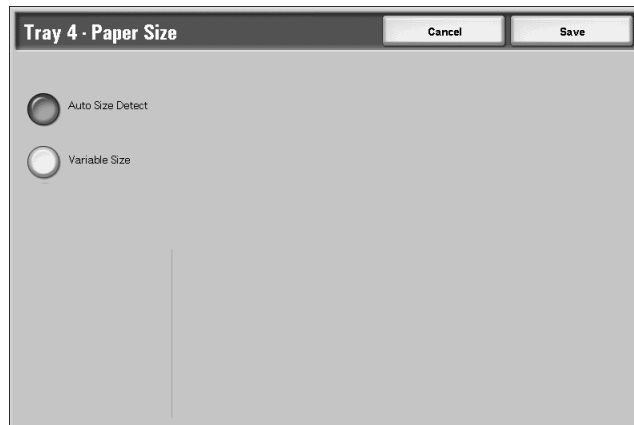 Tray 4 - Paper Size
Cancel
Save
Auto Size Detect
Variable Size